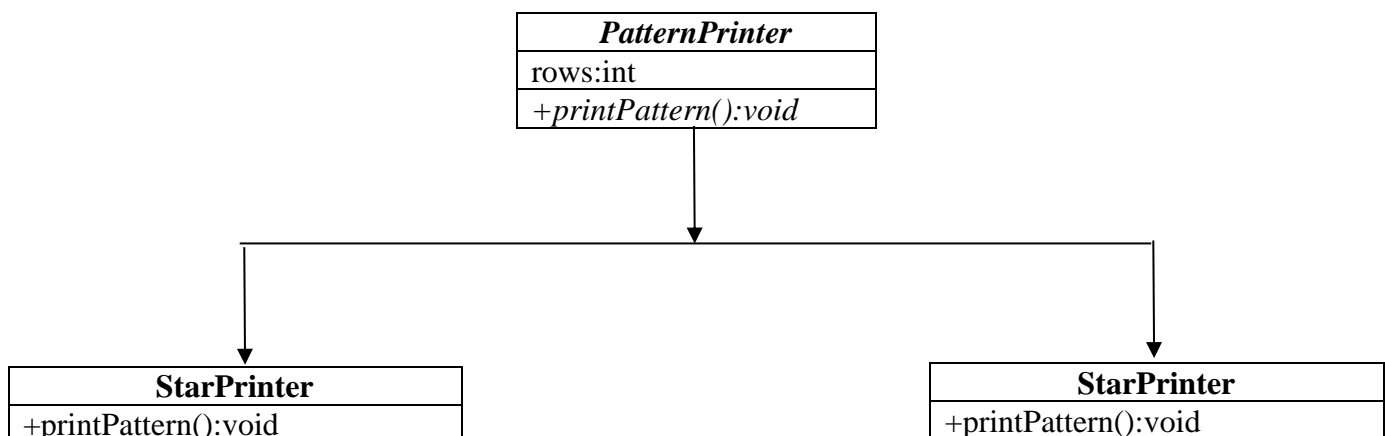 PatternPrinter
rows:int
+printPattern():void
StarPrinter
+printPattern():void
StarPrinter
+printPattern():void